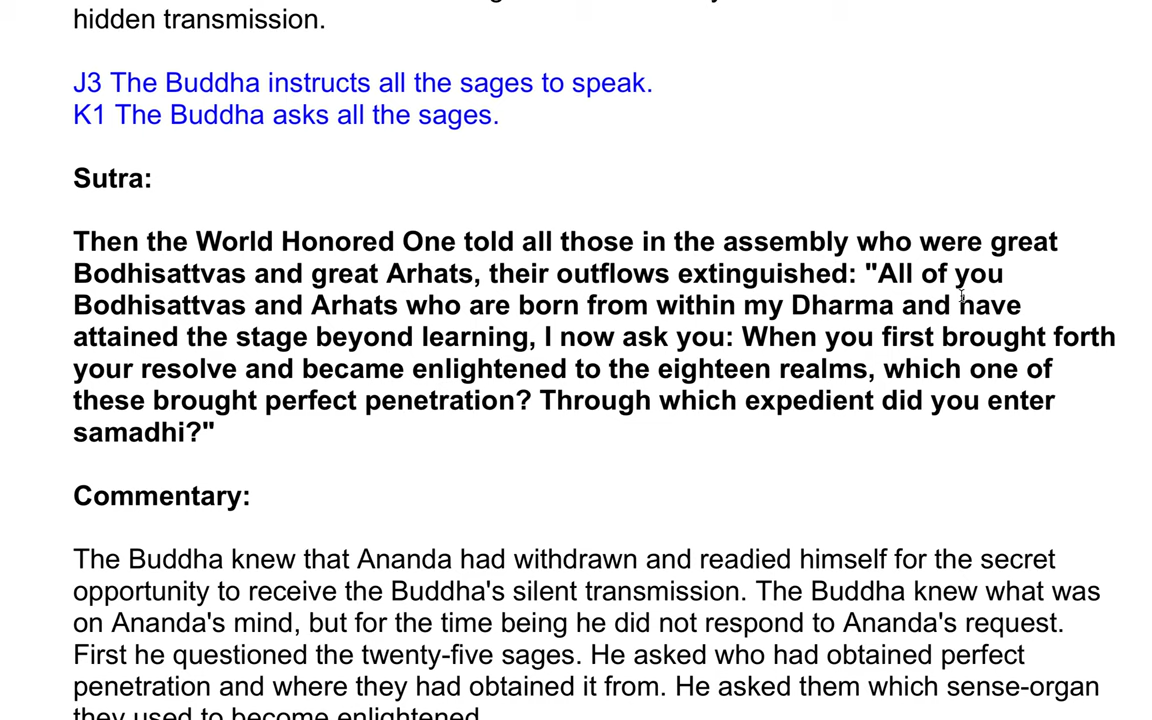 hidden transmission.
J3 The Buddha instructs all the sages to speak.
K1 The Buddha asks all the sages.
Sutra:
Then the World Honored One told all those in the assembly who were great
Bodhisattvas and great Arhats, their outflows extinguished: "All of you
Bodhisattvas and Arhats who are born from within my Dharma and have
attained the stage beyond learning, I now ask you: When you first brought forth
your resolve and became enlightened to the eighteen realms, which one of
these brought perfect penetration? Through which expedient did you enter
samadhi?"
Commentary:
The Buddha knew that Ananda had withdrawn and readied himself for the secret
opportunity to receive the Buddha's silent transmission. The Buddha knew what was
on Ananda's mind, but for the time being he did not respond to Ananda's request.
First he questioned the twenty-five sages. He asked who had obtained perfect
penetration and where they had obtained it from. He asked them which sense-organ
they used to become enlightened.